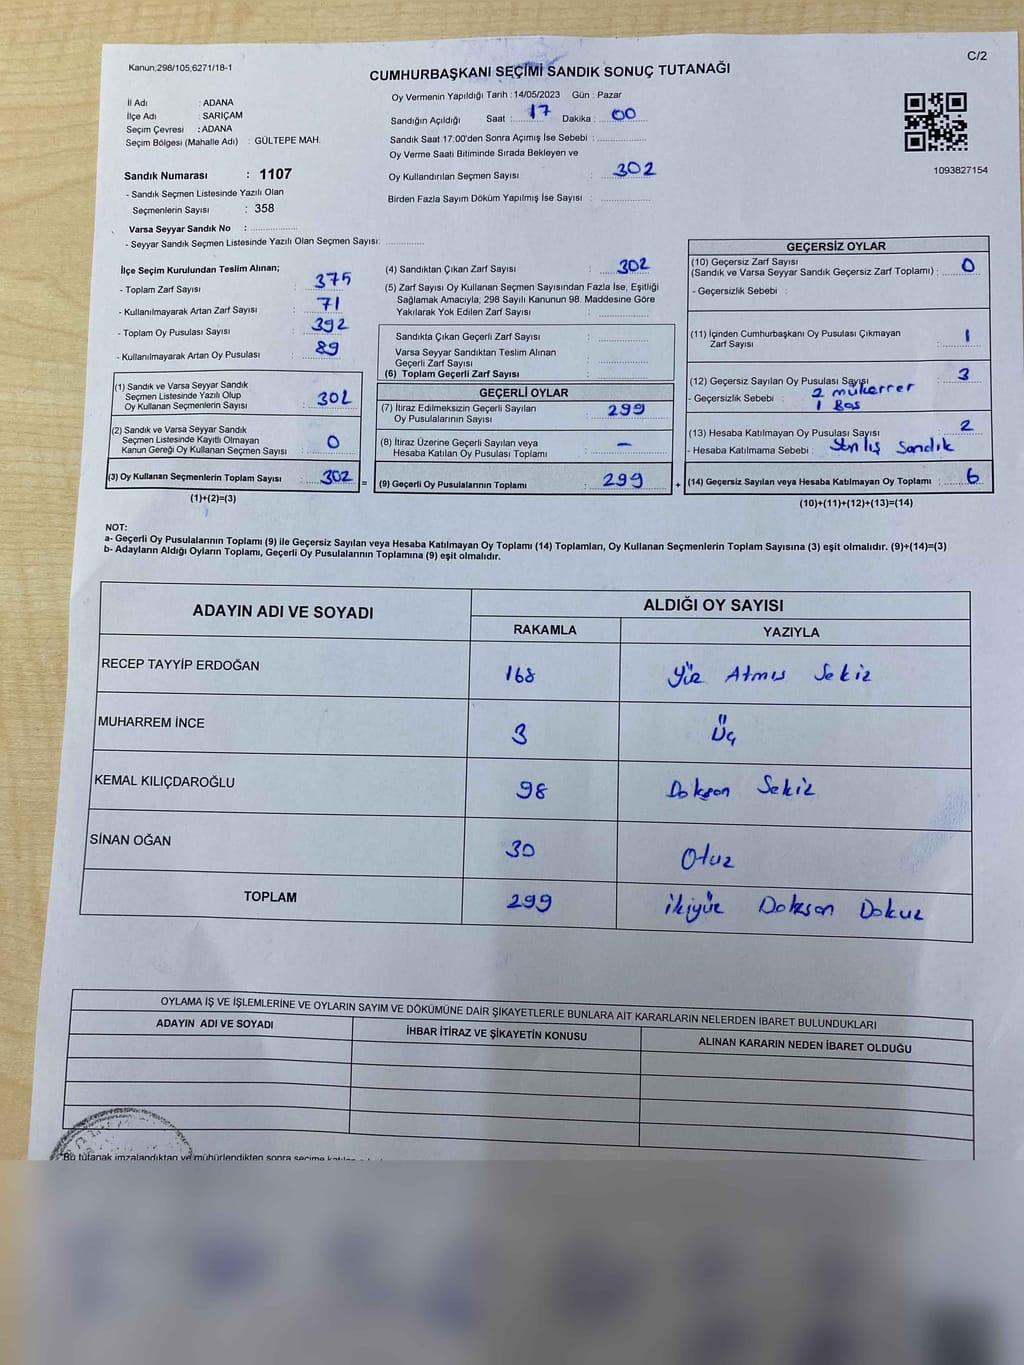 Kanun;298/105,6271/18-1
C/2
CUMHURBAŞKANI SEÇİMİ SANDIK SONUÇ TUTANAĞI
İl Adı : ADANA
İlçe Adı : SARIÇAM
Seçim Çevresi : ADANA
Seçim Bölgesi (Mahalle Adı) : GÜLTEPE MAH.
Sandık Numarası : 1107
- Sandık Seçmen Listesinde Yazılı Olan
Seçmenlerin Sayısı : 358
Varsa Seyyar Sandık No :
- Seyyar Sandık Seçmen Listesinde Yazılı Olan Seçmen Sayısı:
Oy Vermenin Yapıldığı Tarih : 14/05/2023 Gün : Pazar
Sandığın Açıldığı Saat : 17 Dakika : 00
Sandık Saat 17:00'den Sonra Açımış İse Sebebi :
Oy Verme Saati Bitiminde Sırada Bekleyen ve
Oy Kullandırılan Seçmen Sayısı : 302
Birden Fazla Sayım Döküm Yapılmış İse Sayısı :
1093827154
İlçe Seçim Kurulundan Teslim Alınan;
- Toplam Zarf Sayısı : 375
- Kullanılmayarak Artan Zarf Sayısı : 71
- Toplam Oy Pusulası Sayısı : 392
- Kullanılmayarak Artan Oy Pusulası : 89
(1) Sandık ve Varsa Seyyar Sandık
Seçmen Listesinde Yazılı Olup
Oy Kullanan Seçmenlerin Sayısı : 302
(2) Sandık ve Varsa Seyyar Sandık
Seçmen Listesinde Kayıtlı Olmayan
Kanun Gereği Oy Kullanan Seçmen Sayısı : 0
(3) Oy Kullanan Seçmenlerin Toplam Sayısı : 302
(1)+(2)=(3)
(4) Sandıktan Çıkan Zarf Sayısı : 302
(5) Zarf Sayısı Oy Kullanan Seçmen Sayısından Fazla İse, Eşitliği
Sağlamak Amacıyla; 298 Sayılı Kanunun 98. Maddesine Göre
Yakılarak Yok Edilen Zarf Sayısı :
Sandıkta Çıkan Geçerli Zarf Sayısı :
Varsa Seyyar Sandıktan Teslim Alınan
Geçerli Zarf Sayısı :
(6) Toplam Geçerli Zarf Sayısı :
GEÇERLİ OYLAR
(7) İtiraz Edilmeksizin Geçerli Sayılan
Oy Pusulalarının Sayısı : 299
(8) İtiraz Üzerine Geçerli Sayılan veya
Hesaba Katılan Oy Pusulası Toplamı : -
= (9) Geçerli Oy Pusulalarının Toplamı : 299
GEÇERSİZ OYLAR
(10) Geçersiz Zarf Sayısı
(Sandık ve Varsa Seyyar Sandık Geçersiz Zarf Toplamı) : 0
- Geçersizlik Sebebi :
(11) İçinden Cumhurbaşkanı Oy Pusulası Çıkmayan
Zarf Sayısı : 1
(12) Geçersiz Sayılan Oy Pusulası Sayısı : 3
- Geçersizlik Sebebi : 2 mükerrer
1 Boş
(13) Hesaba Katılmayan Oy Pusulası Sayısı : 2
- Hesaba Katılmama Sebebi : Yanlış Sandık
+ (14) Geçersiz Sayılan veya Hesaba Katılmayan Oy Toplamı : 6
(10)+(11)+(12)+(13)=(14)
NOT:
a- Geçerli Oy Pusulalarının Toplamı (9) ile Geçersiz Sayılan veya Hesaba Katılmayan Oy Toplamı (14) Toplamları, Oy Kullanan Seçmenlerin Toplam Sayısına (3) eşit olmalıdır. (9)+(14)=(3)
b- Adayların Aldığı Oyların Toplamı, Geçerli Oy Pusulalarının Toplamına (9) eşit olmalıdır.
ADAYIN ADI VE SOYADI
ALDIĞI OY SAYISI
RAKAMLA YAZIYLA
RECEP TAYYİP ERDOĞAN 168 Yüz Atmış Sekiz
MUHARREM İNCE 3 Üç
KEMAL KILIÇDAROĞLU 98 Doksan Sekiz
SİNAN OĞAN 30 Otuz
TOPLAM 299 ikiyüz Doksan Dokuz
OYLAMA İŞ VE İŞLEMLERİNE VE OYLARIN SAYIM VE DÖKÜMÜNE DAİR ŞİKAYETLERLE BUNLARA AİT KARARLARIN NELERDEN İBARET BULUNDUKLARI
ADAYIN ADI VE SOYADI İHBAR İTİRAZ VE ŞİKAYETİN KONUSU ALINAN KARARIN NEDEN İBARET OLDUĞU
"Bu tutanak imzalandıktan ve mühürlendikten sonra seçime